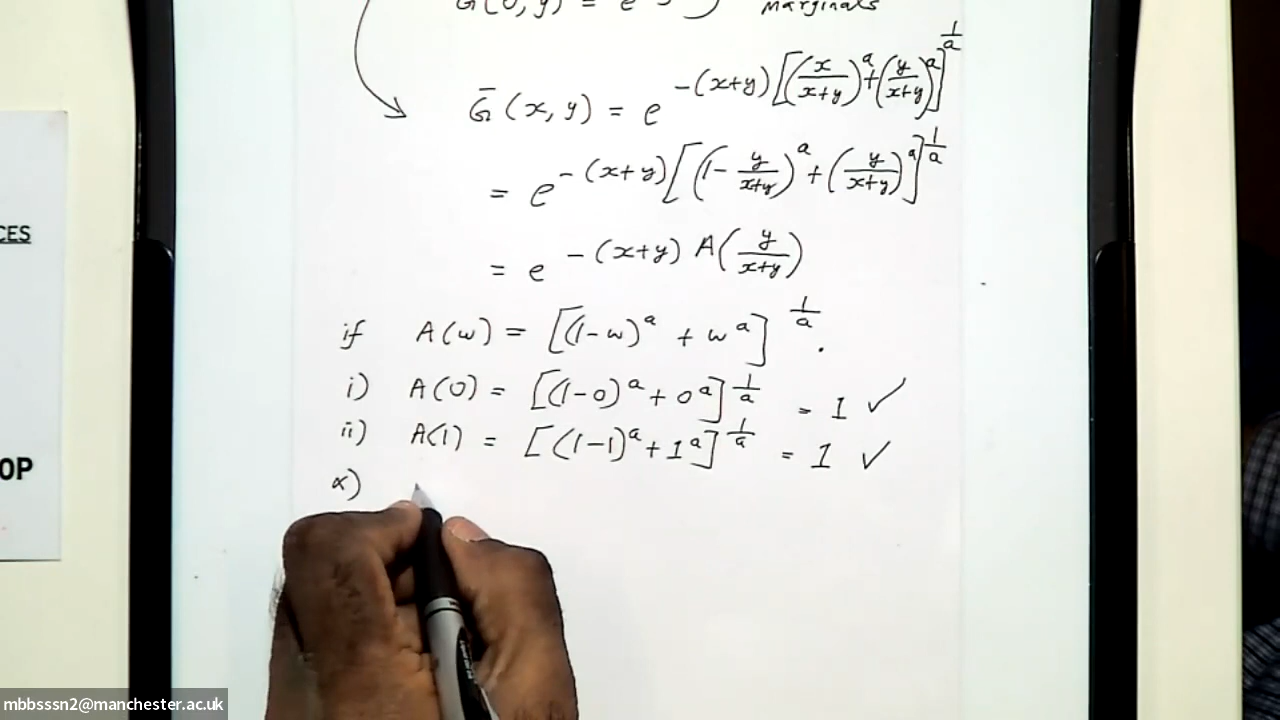 G(0, y) = e marginals
Ḡ(x, y) = e^{-(x+y)[(x/(x+y))^a + (y/(x+y))^a]^{1/a}}
= e^{-(x+y)[(1 - y/(x+y))^a + (y/(x+y))^a]^{1/a}}
= e^{-(x+y) A(y/(x+y))}
CES
if A(w) = [(1-w)^a + w^a]^{1/a}.
i) A(0) = [(1-0)^a + 0^a]^{1/a} = 1 ✓
ii) A(1) = [(1-1)^a + 1^a]^{1/a} = 1 ✓
OP
α)
mbbsssn2@manchester.ac.uk